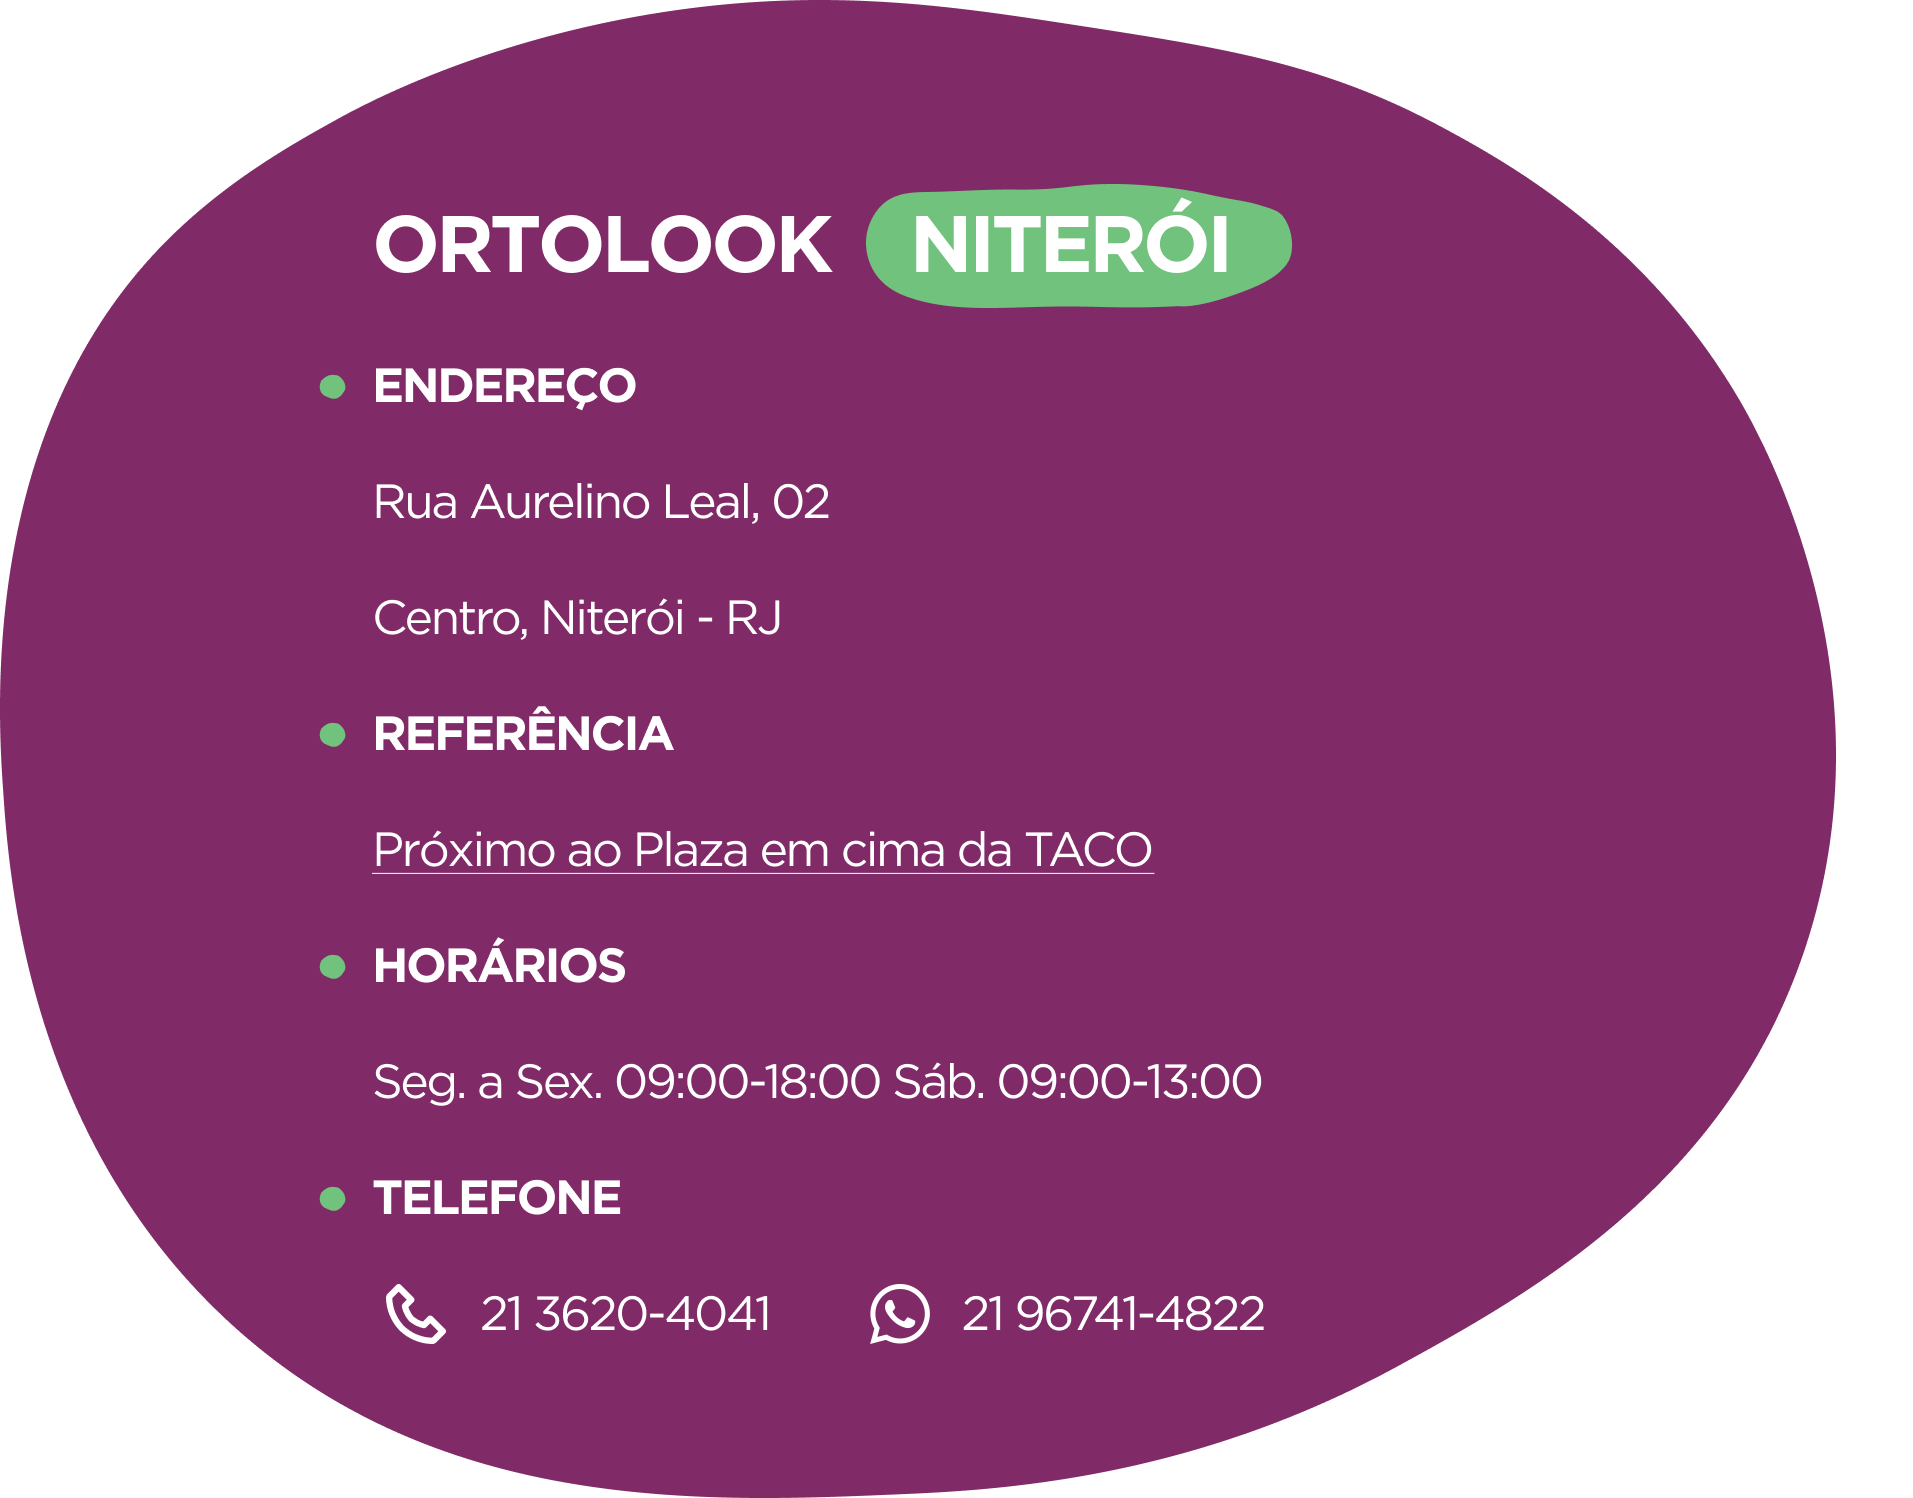 ORTOLOOK NITERÓI
ENDEREÇO
Rua Aurelino Leal, 02
Centro, Niterói - RJ
REFERÊNCIA
Próximo ao Plaza em cima da TACO
HORÁRIOS
Seg. a Sex. 09:00-18:00 Sáb. 09:00-13:00
TELEFONE
21 3620-4041 21 96741-4822